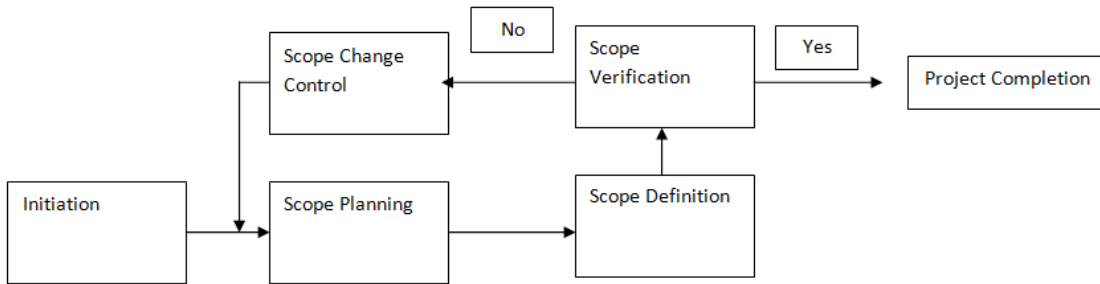 No
Yes
Scope Change
Control
Scope
Verification
Project Completion
Initiation
Scope Planning
Scope Definition